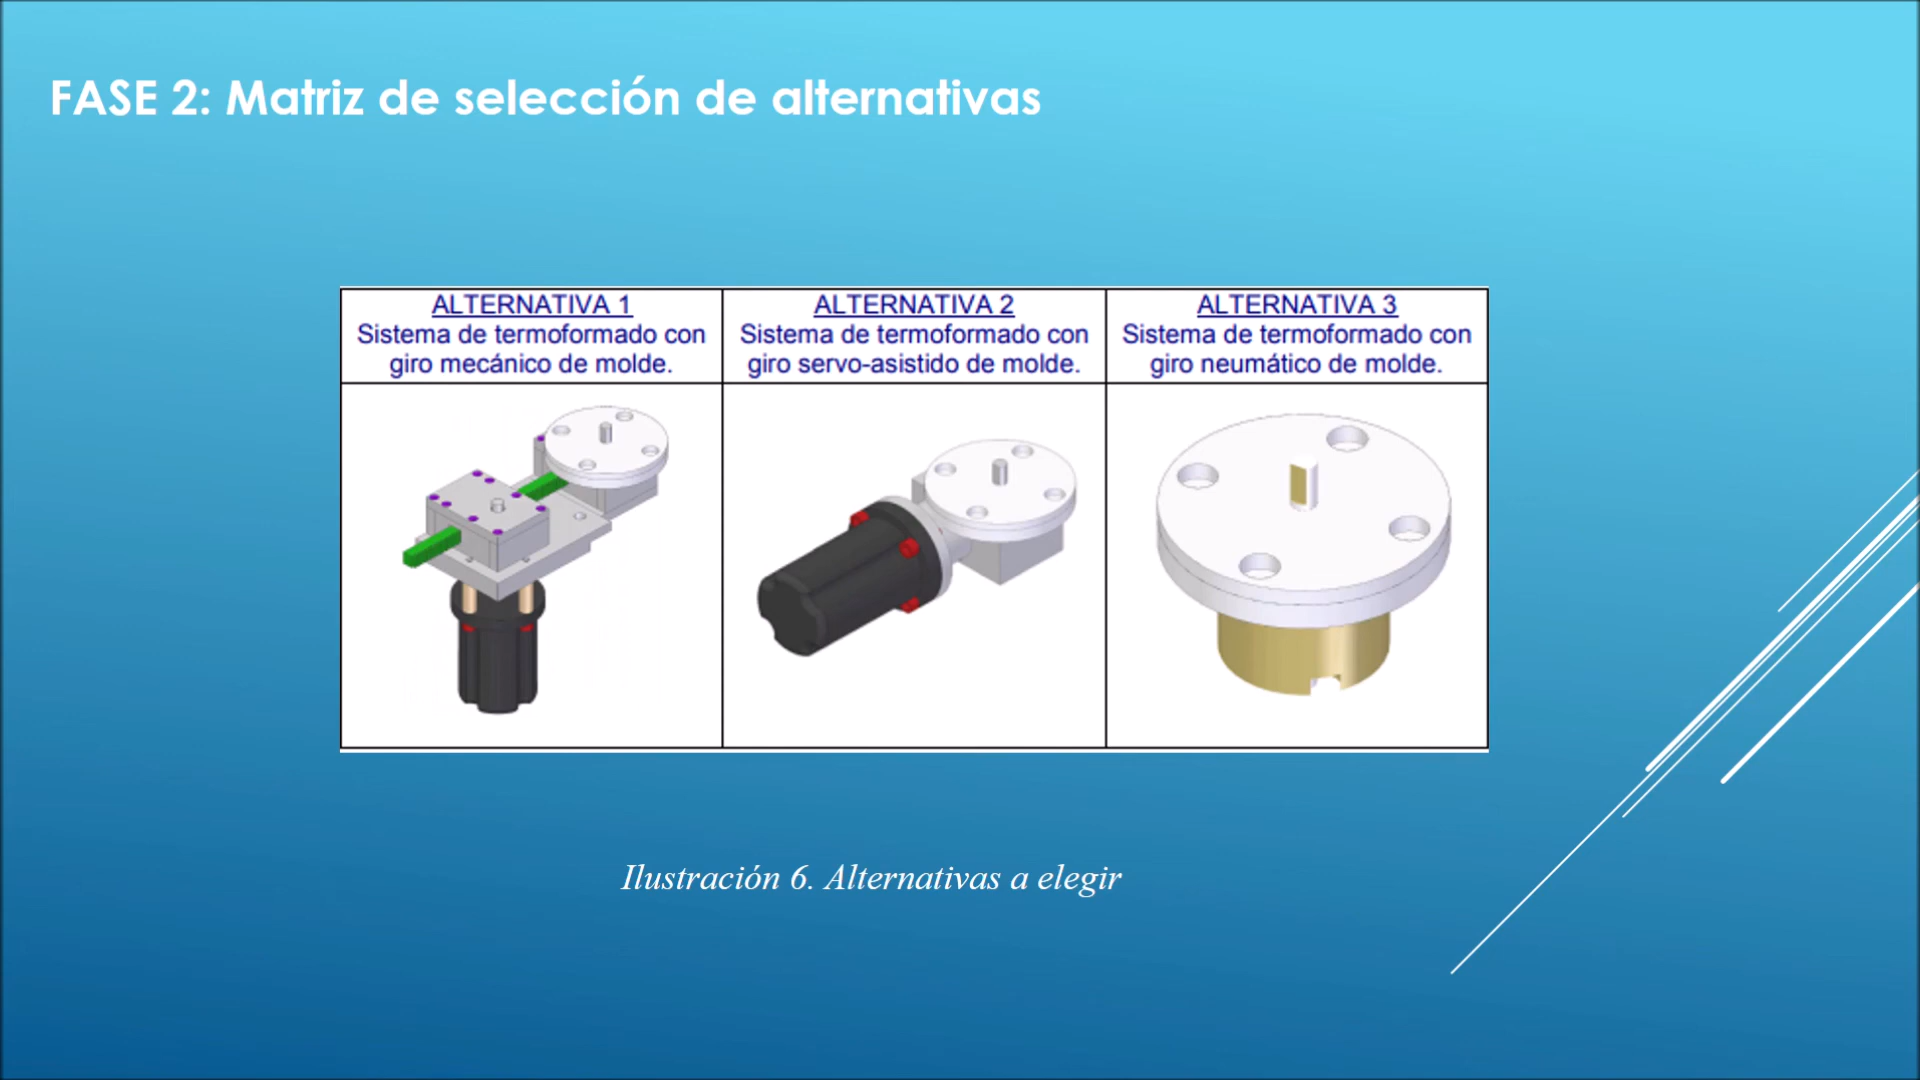 FASE 2: Matriz de selección de alternativas
ALTERNATIVA 1
Sistema de termoformado con
giro mecánico de molde.
ALTERNATIVA 2
Sistema de termoformado con
giro servo-asistido de molde.
ALTERNATIVA 3
Sistema de termoformado con
giro neumático de molde.
Ilustración 6. Alternativas a elegir